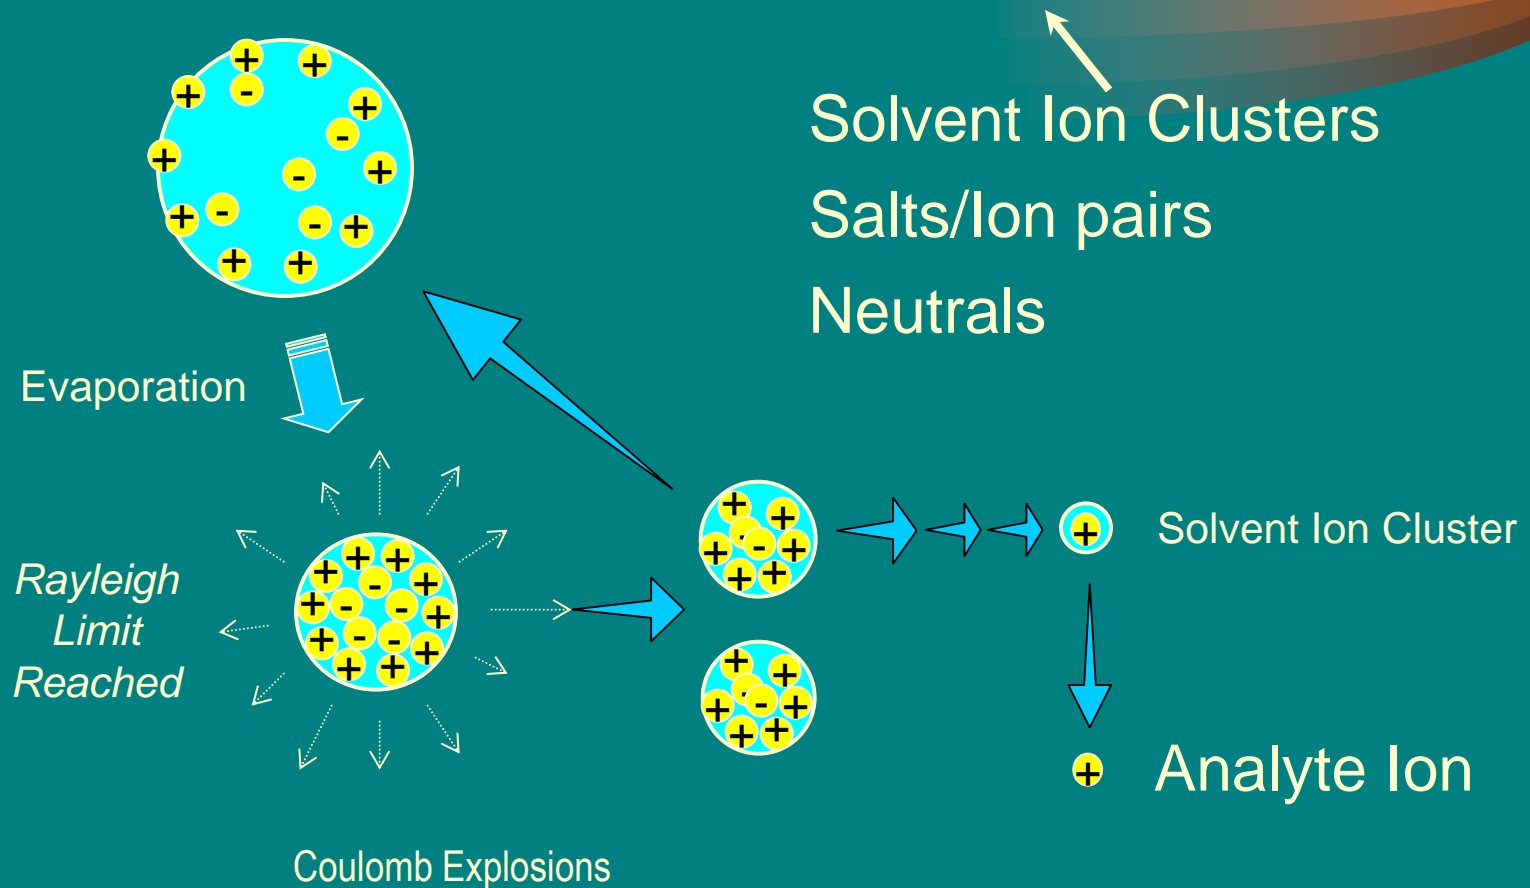 Solvent Ion Clusters
Salts/Ion pairs
Neutrals
Evaporation
Rayleigh
Limit
Reached
Solvent Ion Cluster
Analyte Ion
Coulomb Explosions